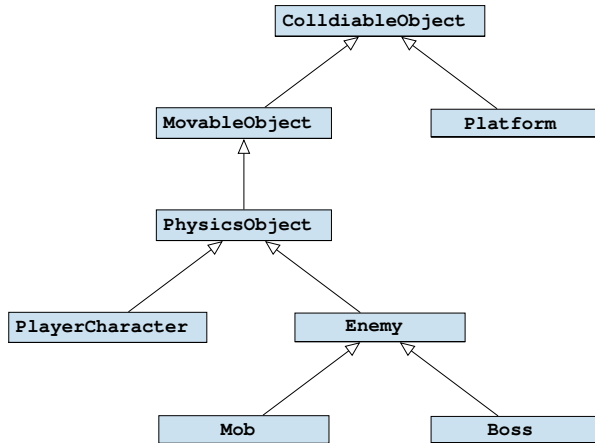 ColldiableObject
MovableObject
Platform
PhysicsObject
PlayerCharacter
Enemy
Mob
Boss